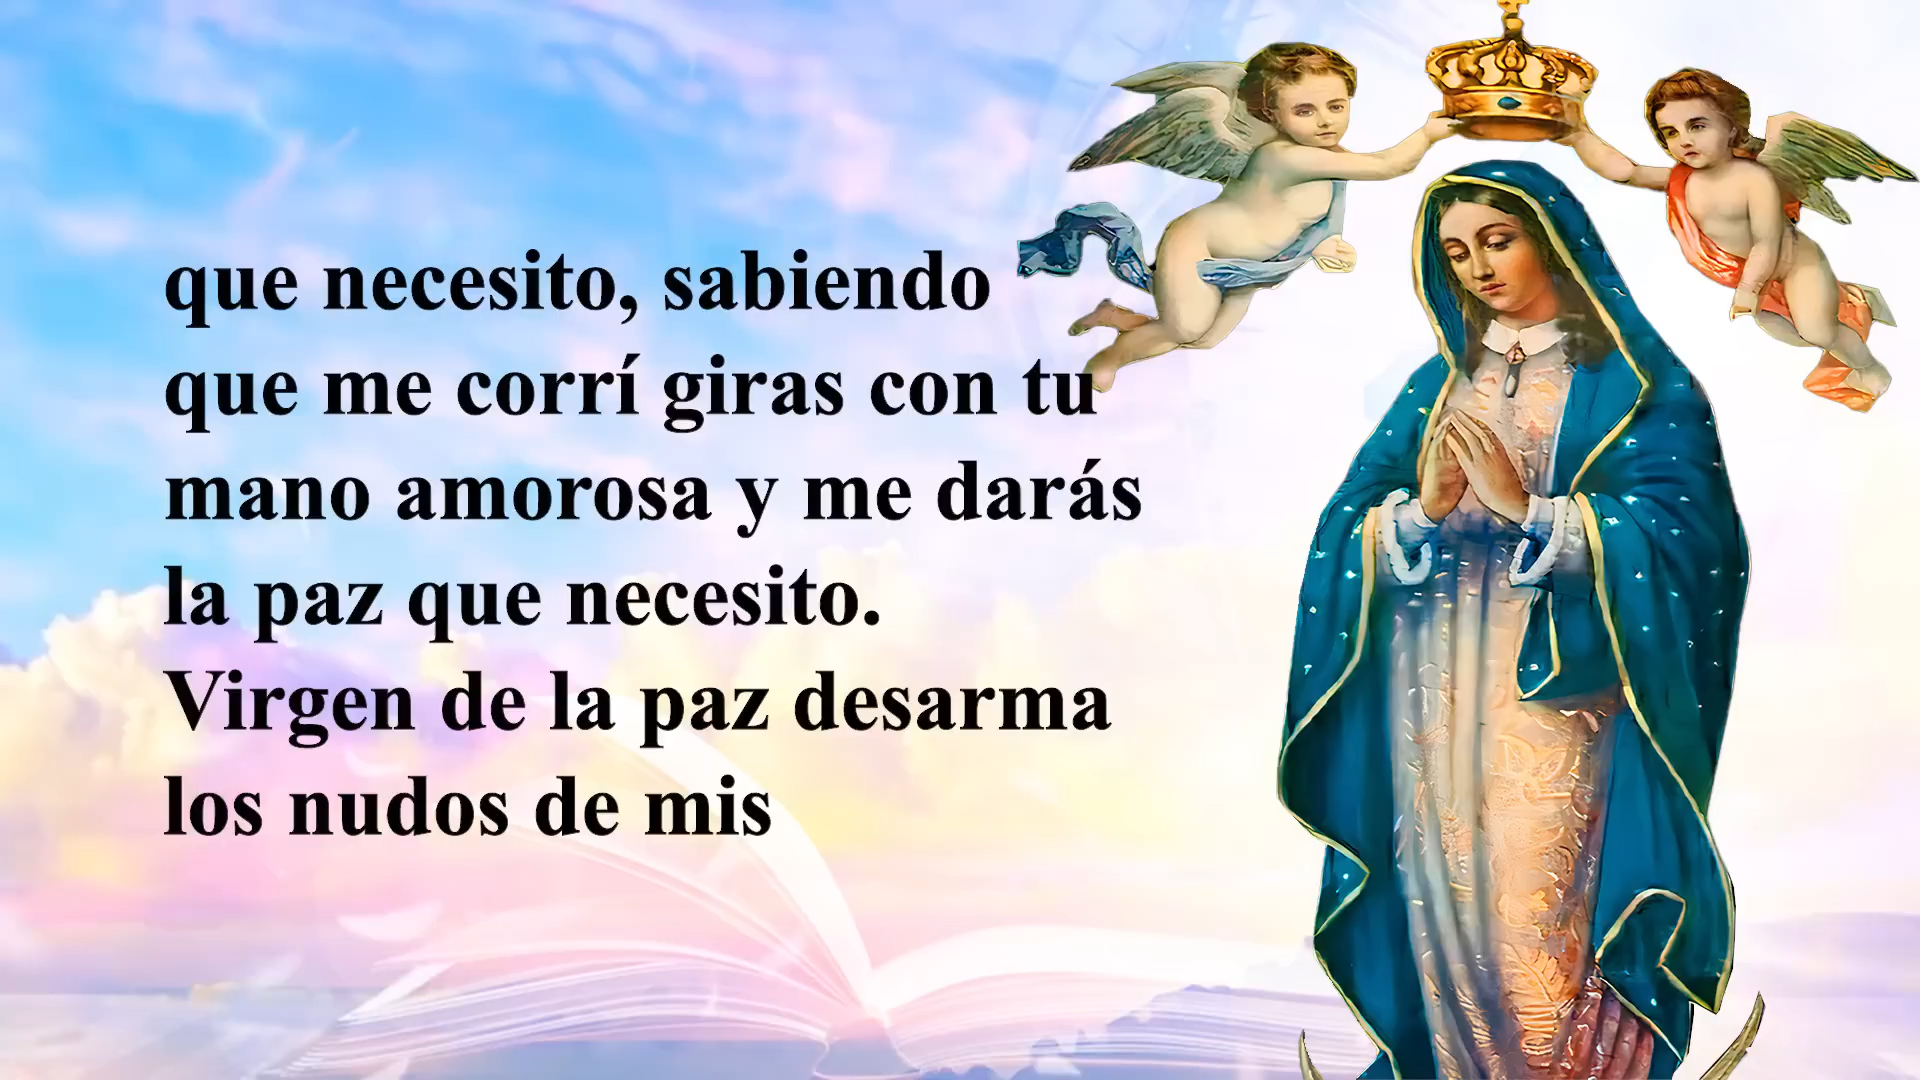 que necesito, sabiendo
que me corrí giras con tu
mano amorosa y me darás
la paz que necesito.
Virgen de la paz desarma
los nudos de mis